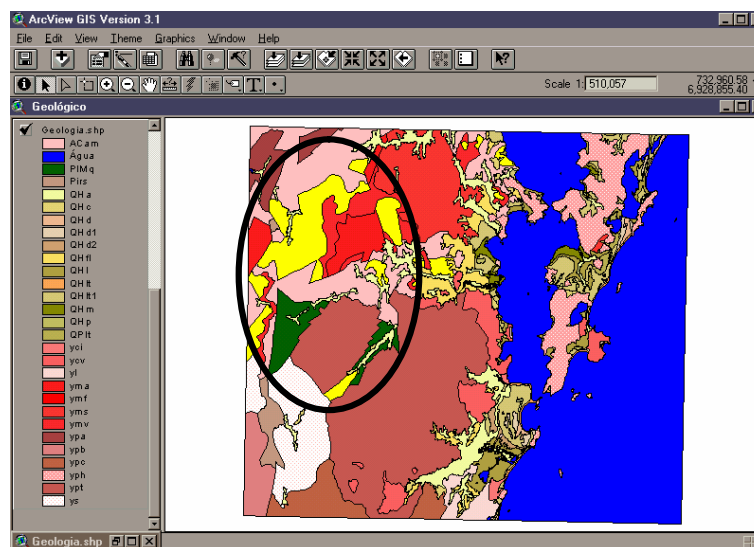 ArcView GIS Version 3.1
File Edit View Theme Graphics Window Help
Scale 1: 510,057
732,960.58
6,928,855.40
Geológico
Geologia.shp
ACam
Água
PIMq
Pirs
QHa
QHc
QHd
QHd1
QHd2
QHfl
QHl
QHlt
QHlt1
QHm
QHp
QPlt
yci
ycv
yl
yma
ymf
yms
ymv
ypa
ypb
ypc
yph
ypt
ys
Geologia.shp